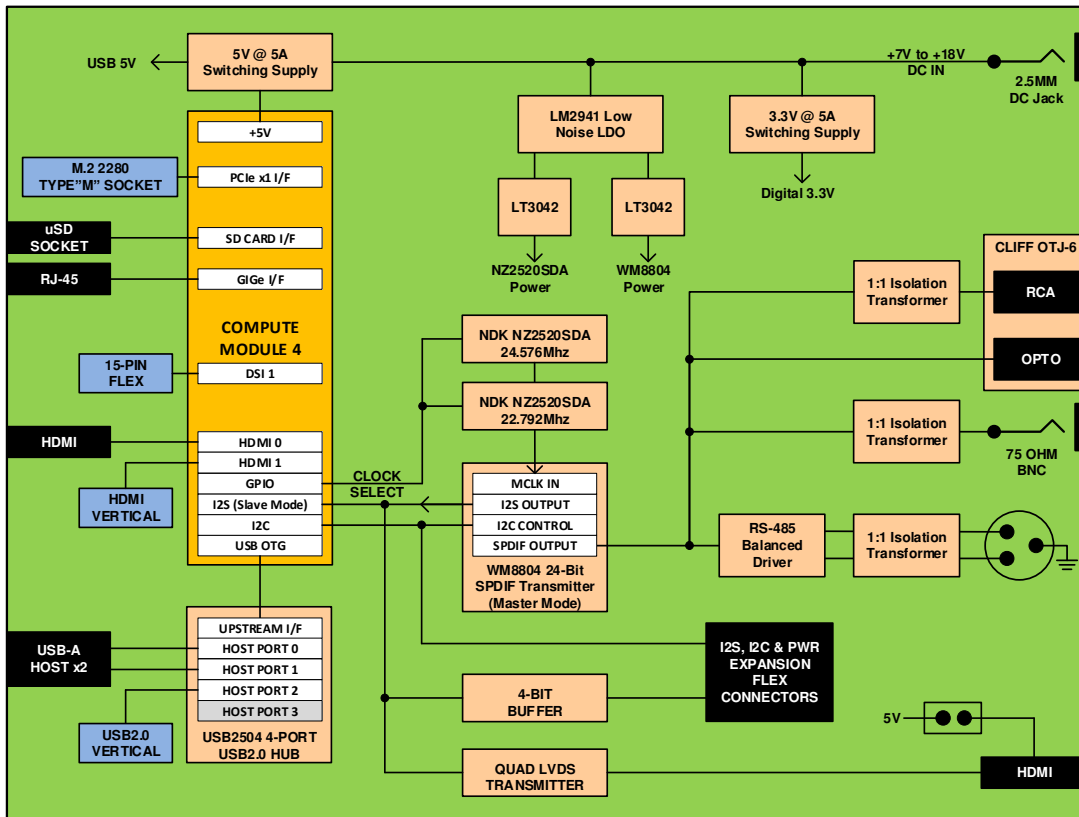 USB 5V
5V @ 5A
Switching Supply
+7V to +18V
DC IN
2.5MM
DC Jack
LM2941 Low
Noise LDO
3.3V @ 5A
Switching Supply
Digital 3.3V
LT3042
LT3042
NZ2520SDA
Power
WM8804
Power
+5V
M.2 2280
TYPE”M” SOCKET
PCIe x1 I/F
uSD
SOCKET
SD CARD I/F
RJ-45
GIGe I/F
COMPUTE
MODULE 4
15-PIN
FLEX
DSI 1
HDMI
HDMI 0
HDMI 1
GPIO
I2S (Slave Mode)
I2C
USB OTG
HDMI
VERTICAL
CLOCK
SELECT
NDK NZ2520SDA
24.576Mhz
NDK NZ2520SDA
22.792Mhz
MCLK IN
I2S OUTPUT
I2C CONTROL
SPDIF OUTPUT
WM8804 24-Bit
SPDIF Transmitter
(Master Mode)
CLIFF OTJ-6
1:1 Isolation
Transformer
RCA
OPTO
1:1 Isolation
Transformer
75 OHM
BNC
RS-485
Balanced
Driver
1:1 Isolation
Transformer
UPSTREAM I/F
USB-A
HOST x2
HOST PORT 0
HOST PORT 1
HOST PORT 2
HOST PORT 3
USB2504 4-PORT
USB2.0 HUB
USB2.0
VERTICAL
I2S, I2C & PWR
EXPANSION
FLEX
CONNECTORS
4-BIT
BUFFER
5V
QUAD LVDS
TRANSMITTER
HDMI